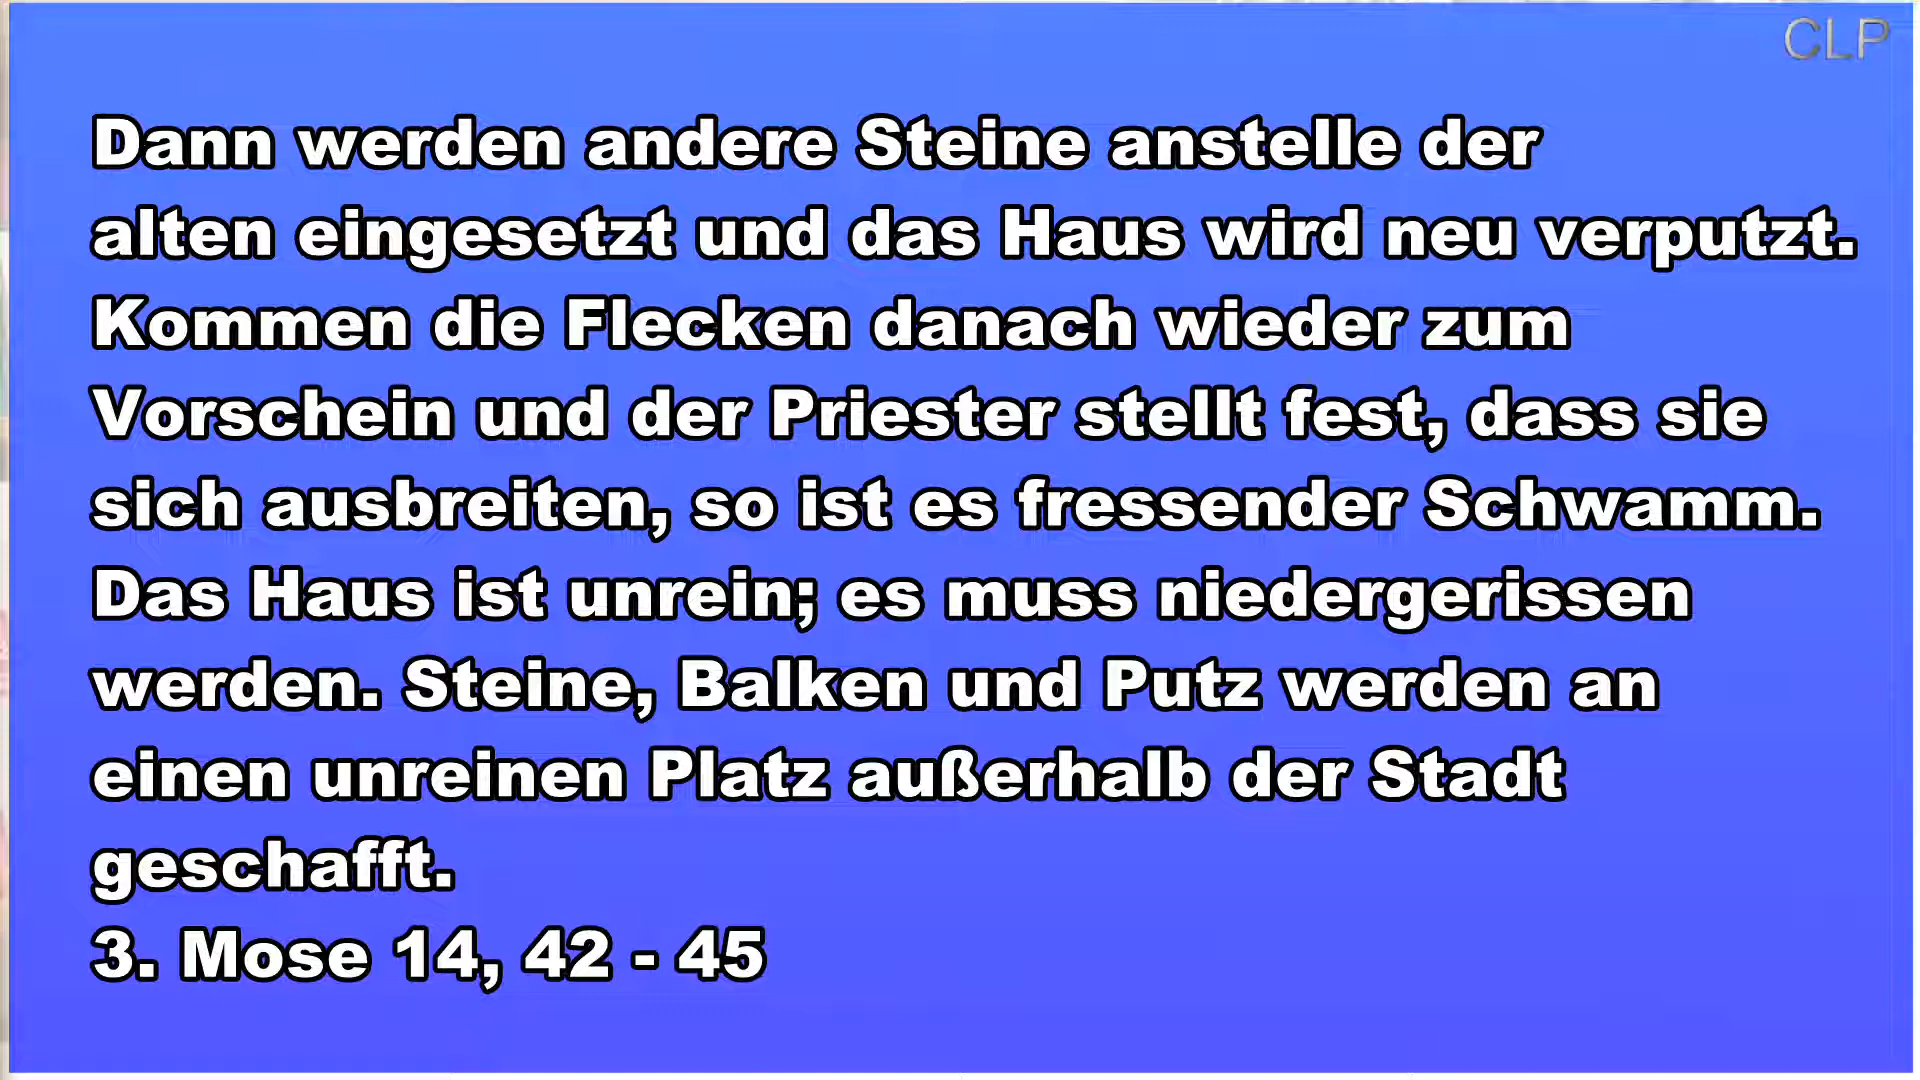 CLP
Dann werden andere Steine anstelle der
alten eingesetzt und das Haus wird neu verputzt.
Kommen die Flecken danach wieder zum
Vorschein und der Priester stellt fest, dass sie
sich ausbreiten, so ist es fressender Schwamm.
Das Haus ist unrein; es muss niedergerissen
werden. Steine, Balken und Putz werden an
einen unreinen Platz außerhalb der Stadt
geschafft.
3. Mose 14, 42 - 45